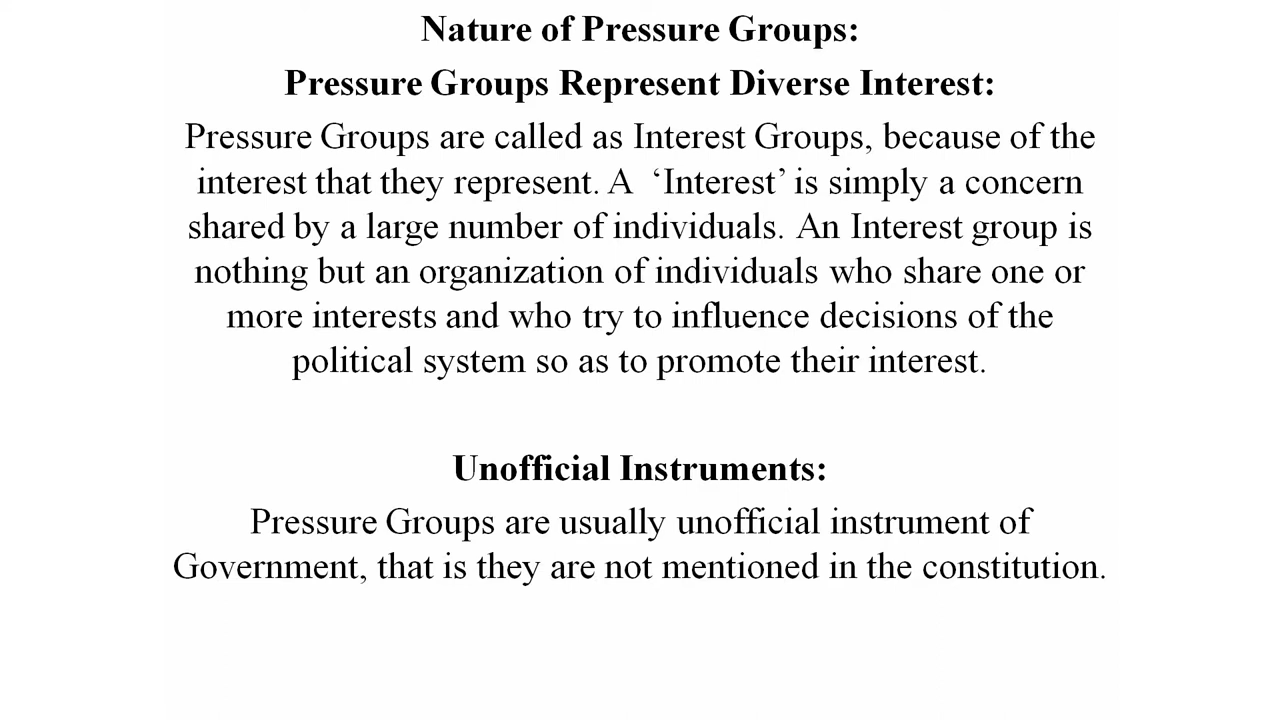 Nature of Pressure Groups:
Pressure Groups Represent Diverse Interest:
Pressure Groups are called as Interest Groups, because of the
interest that they represent. A ‘Interest’ is simply a concern
shared by a large number of individuals. An Interest group is
nothing but an organization of individuals who share one or
more interests and who try to influence decisions of the
political system so as to promote their interest.
Unofficial Instruments:
Pressure Groups are usually unofficial instrument of
Government, that is they are not mentioned in the constitution.